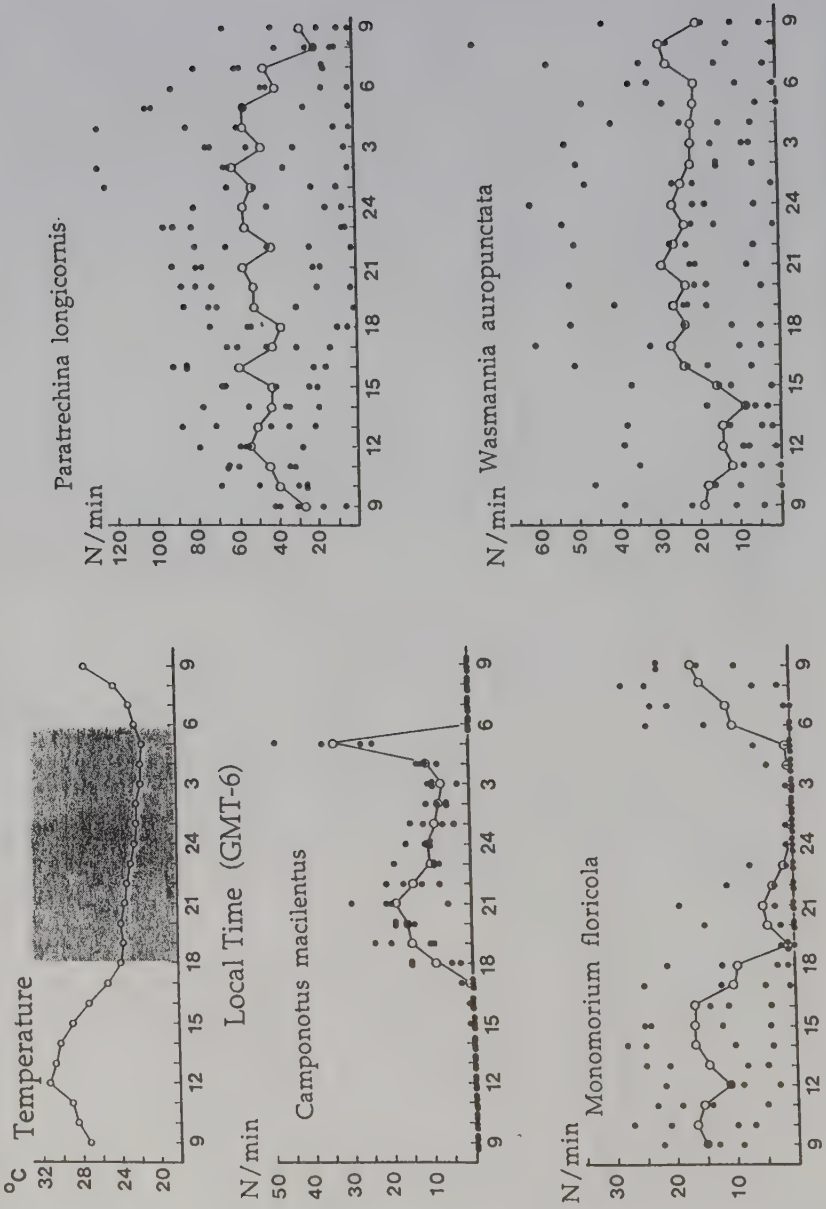 Temperature
°C
32
28
24
20
9 12 15 18 21 24 3 6 9
Local Time (GMT-6)
N/min
Camponotus macilentus
50
40
30
20
10
9 12 15 18 21 24 3 6 9
N/min
Monomorium floricola
30
20
10
9 12 15 18 21 24 3 6 9
Paratrechina longicornis.
N/min
120
100
80
60
40
20
9 12 15 18 21 24 3 6 9
N/min Wasmannia auropunctata
60
50
40
30
20
10
9 12 15 18 21 24 3 6 9